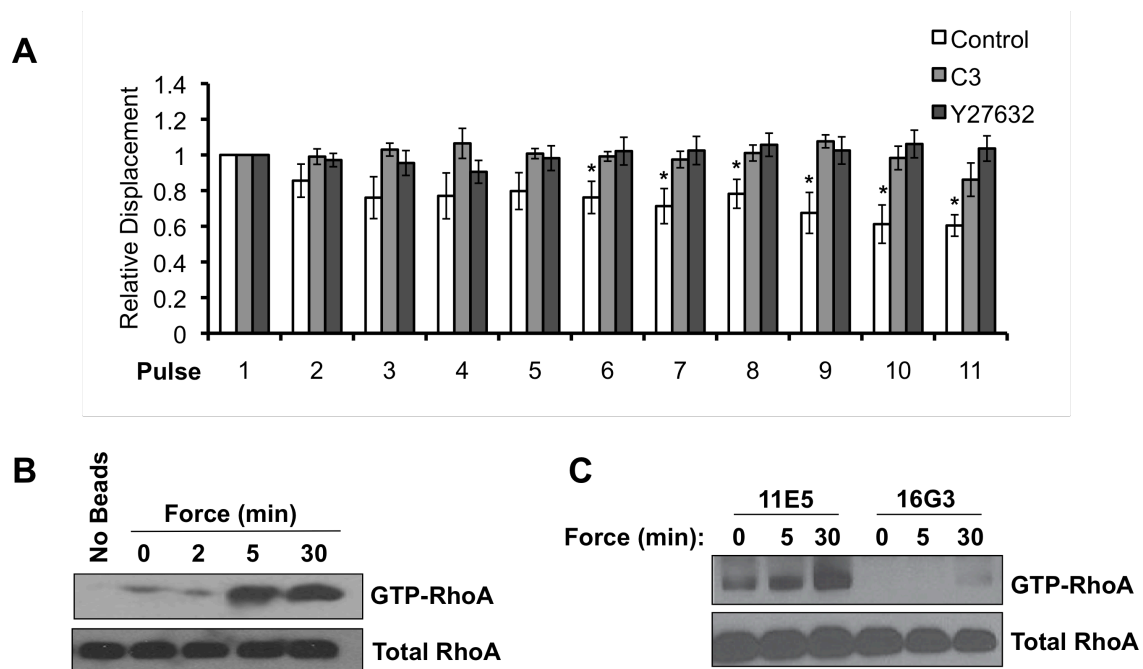 A
Control
C3
Y27632
Relative Displacement
1.4
1.2
1
0.8
0.6
0.4
0.2
0
* * * * * *
Pulse 1 2 3 4 5 6 7 8 9 10 11
B
No Beads
Force (min)
0 2 5 30
GTP-RhoA
Total RhoA
C
11E5 16G3
Force (min): 0 5 30 0 5 30
GTP-RhoA
Total RhoA